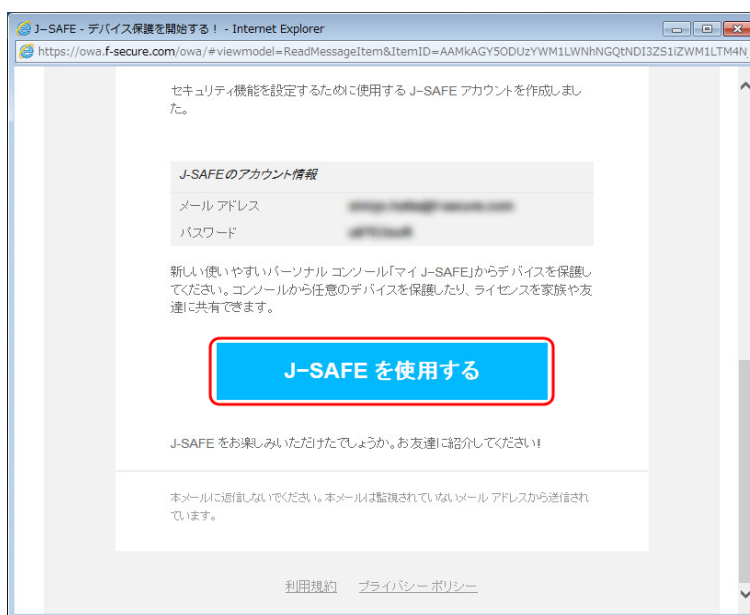 J-SAFE - デバイス保護を開始する! - Internet Explorer
https://owa.f-secure.com/owa/#viewmodel=ReadMessageItem&ItemID=AAMkAGY5ODUzYWM1LWNhNGQtNDI3ZS1iZWM1LTM4N
セキュリティ機能を設定するために使用する J-SAFE アカウントを作成しまし
た。
J-SAFEのアカウント情報
メール アドレス
パスワード
新しい使いやすいパーソナル コンソール「マイ J-SAFE」からデバイスを保護し
てください。コンソールから任意のデバイスを保護したり、ライセンスを家族や友
達に共有できます。
J-SAFE を使用する
J-SAFE をお楽しみいただけたでしょうか。お友達に紹介してください!
本メールに返信しないでください。本メールは監視されていないメール アドレスから送信され
ています。
利用規約 プライバシー ポリシー